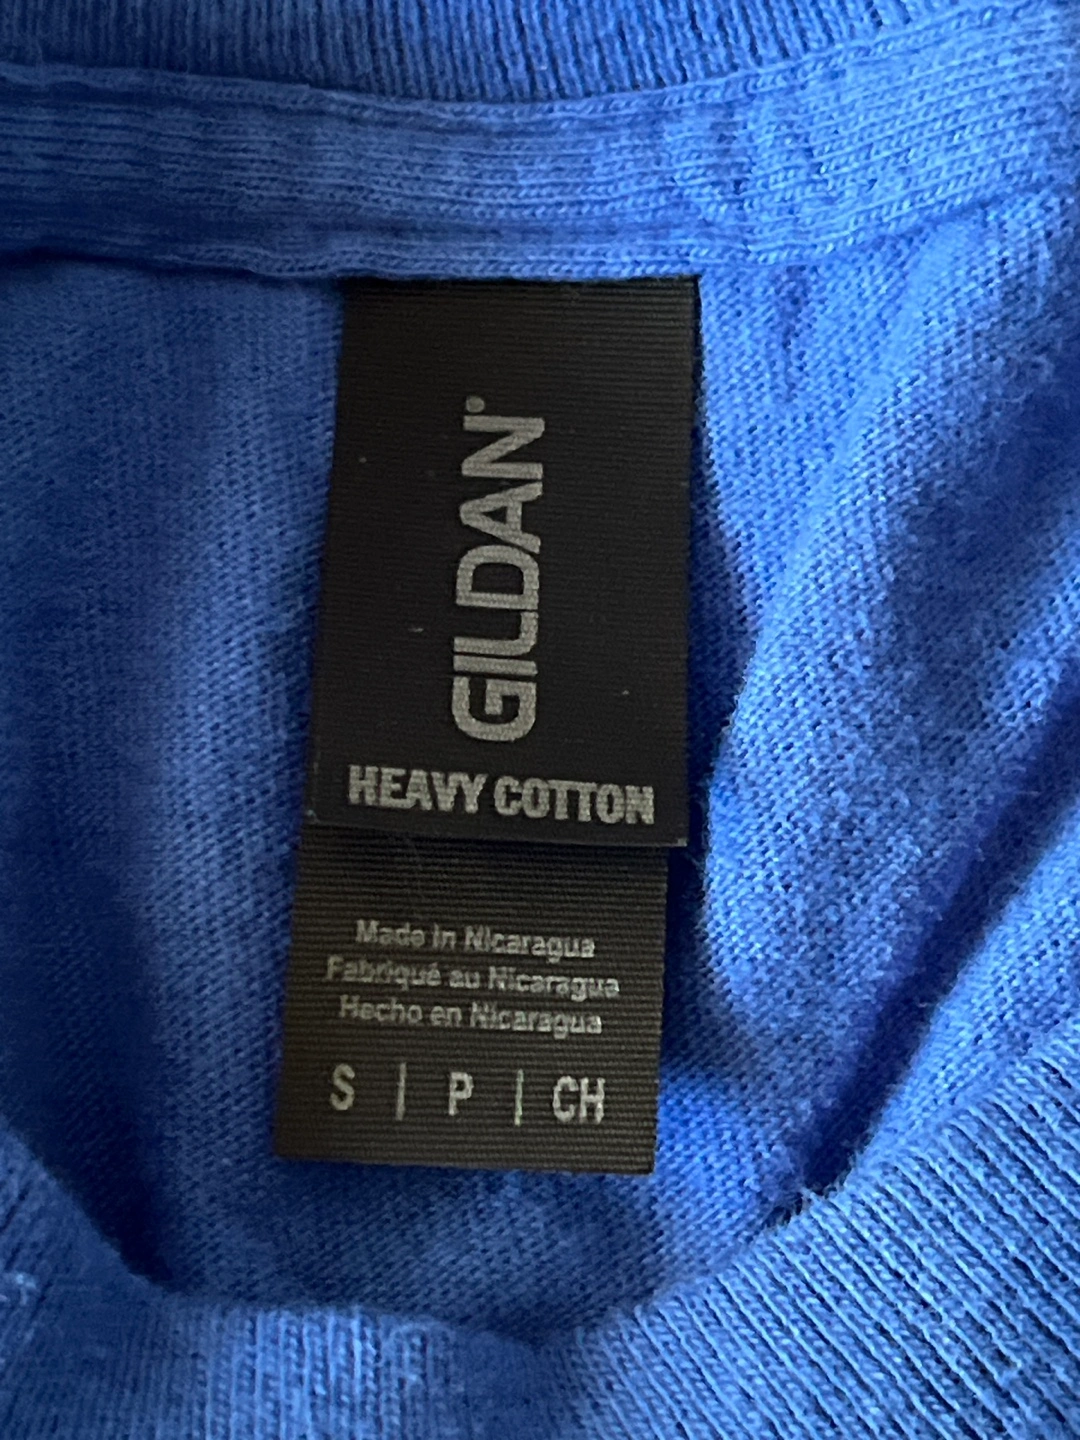 GILDAN®
HEAVY COTTON
Made in Nicaragua
Fabriqué au Nicaragua
Hecho en Nicaragua
S | P | CH